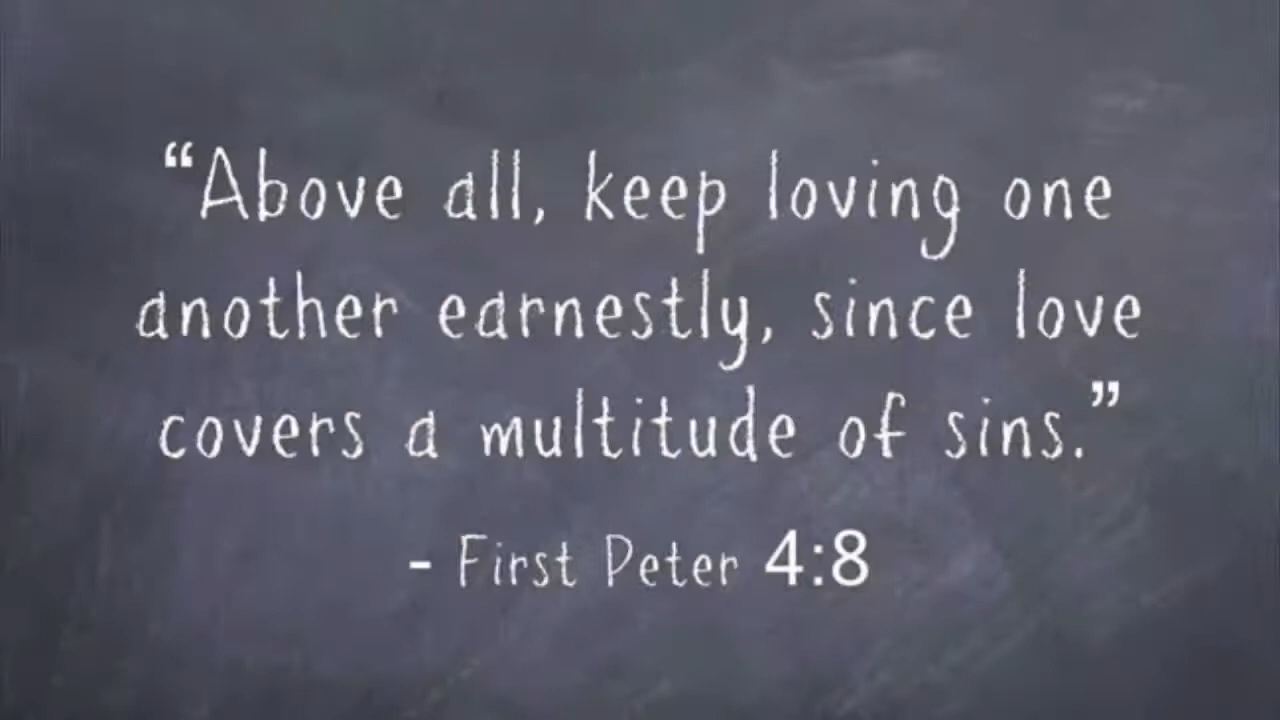 “Above all, keep loving one
another earnestly, since love
covers a multitude of sins.”
- First Peter 4:8